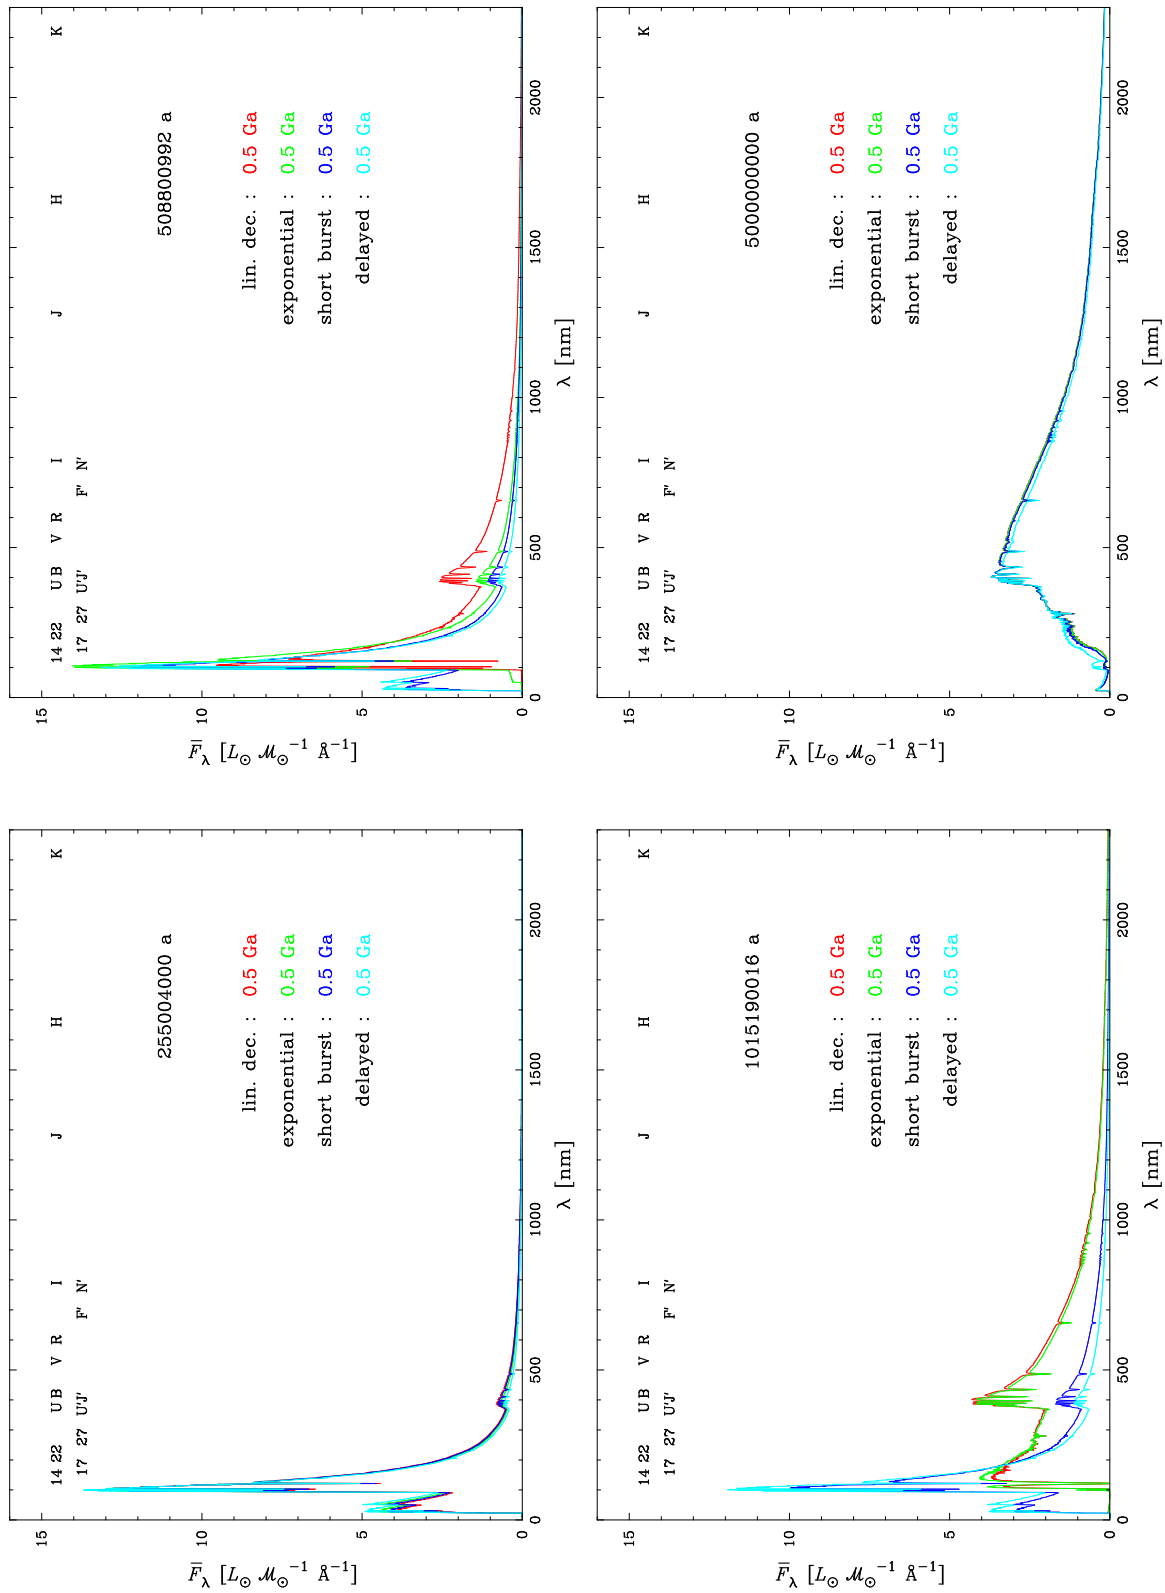 14 22 UB V R I J H K
17 27 U'J' F' N'
255004000 a
lin. dec. : 0.5 Ga
exponential : 0.5 Ga
short burst : 0.5 Ga
delayed : 0.5 Ga
15
10
5
0
F̅λ [L⊙ ℳ⊙⁻¹ Å⁻¹]
0 500 1000 1500 2000
λ [nm]
14 22 UB V R I J H K
17 27 U'J' F' N'
508800992 a
lin. dec. : 0.5 Ga
exponential : 0.5 Ga
short burst : 0.5 Ga
delayed : 0.5 Ga
15
10
5
0
F̅λ [L⊙ ℳ⊙⁻¹ Å⁻¹]
0 500 1000 1500 2000
λ [nm]
14 22 UB V R I J H K
17 27 U'J' F' N'
1015190016 a
lin. dec. : 0.5 Ga
exponential : 0.5 Ga
short burst : 0.5 Ga
delayed : 0.5 Ga
15
10
5
0
F̅λ [L⊙ ℳ⊙⁻¹ Å⁻¹]
0 500 1000 1500 2000
λ [nm]
14 22 UB V R I J H K
17 27 U'J' F' N'
5000000000 a
lin. dec. : 0.5 Ga
exponential : 0.5 Ga
short burst : 0.5 Ga
delayed : 0.5 Ga
15
10
5
0
F̅λ [L⊙ ℳ⊙⁻¹ Å⁻¹]
0 500 1000 1500 2000
λ [nm]